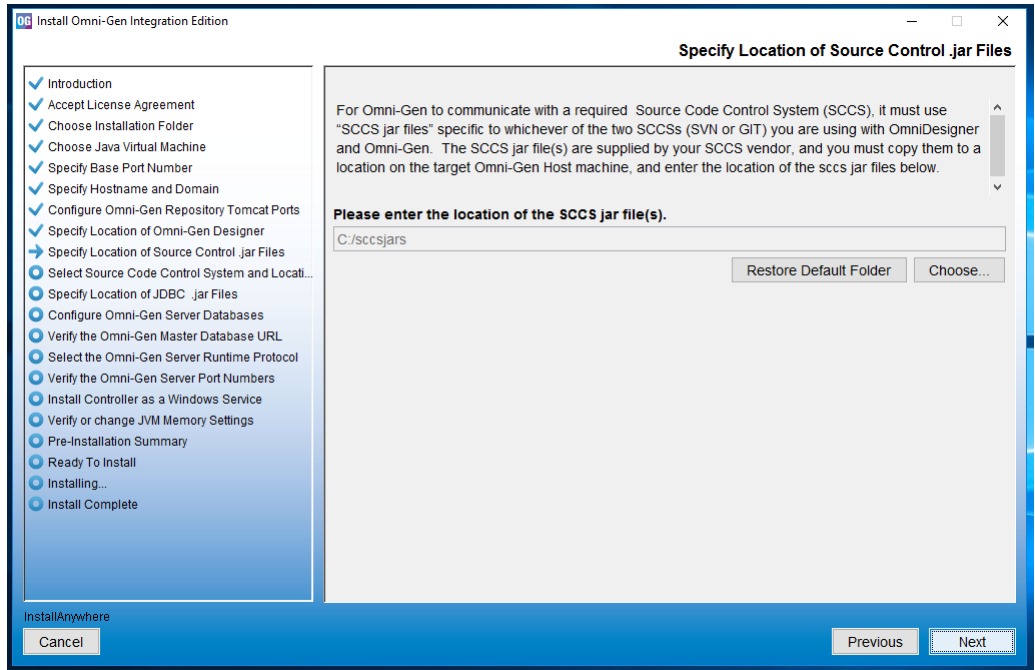 OG Install Omni-Gen Integration Edition
Specify Location of Source Control .jar Files
Introduction
Accept License Agreement
Choose Installation Folder
Choose Java Virtual Machine
Specify Base Port Number
Specify Hostname and Domain
Configure Omni-Gen Repository Tomcat Ports
Specify Location of Omni-Gen Designer
Specify Location of Source Control .jar Files
Select Source Code Control System and Locati...
Specify Location of JDBC .jar Files
Configure Omni-Gen Server Databases
Verify the Omni-Gen Master Database URL
Select the Omni-Gen Server Runtime Protocol
Verify the Omni-Gen Server Port Numbers
Install Controller as a Windows Service
Verify or change JVM Memory Settings
Pre-Installation Summary
Ready To Install
Installing...
Install Complete
For Omni-Gen to communicate with a required Source Code Control System (SCCS), it must use
“SCCS jar files” specific to whichever of the two SCCSs (SVN or GIT) you are using with OmniDesigner
and Omni-Gen. The SCCS jar file(s) are supplied by your SCCS vendor, and you must copy them to a
location on the target Omni-Gen Host machine, and enter the location of the sccs jar files below.
Please enter the location of the SCCS jar file(s).
C:/sccsjars
Restore Default Folder
Choose...
InstallAnywhere
Cancel
Previous
Next